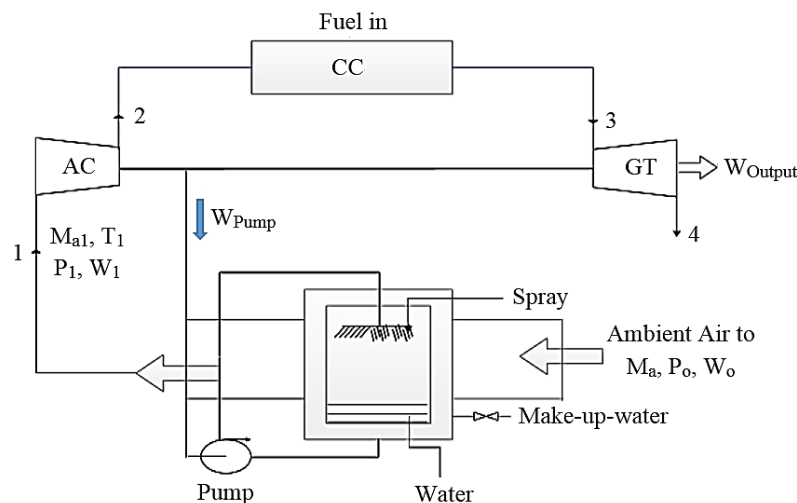 Fuel in
CC
2
3
AC
GT
W_Output
W_Pump
4
1
M_a1, T_1
P_1, W_1
Spray
Ambient Air to
M_a, P_o, W_o
Make-up-water
Pump
Water